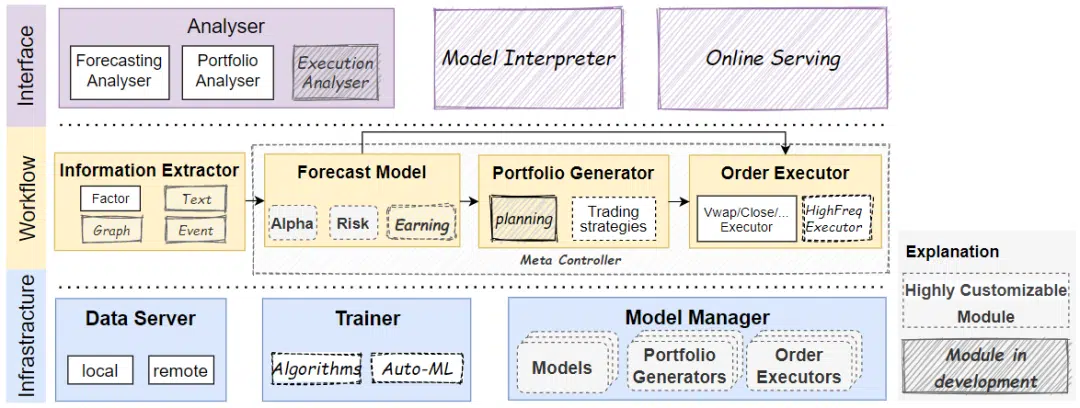 Interface
Analyser
Forecasting
Analyser
Portfolio
Analyser
Execution
Analyser
Model Interpreter
Online Serving
Workflow
Information Extractor
Factor
Text
Graph
Event
Forecast Model
Alpha
Risk
Earning
Portfolio Generator
planning
Trading
strategies
Order Executor
Vwap/Close/...
Executor
HighFreq
Executor
Meta Controller
Infrastracture
Data Server
local
remote
Trainer
Algorithms
Auto-ML
Model Manager
Models
Portfolio
Generators
Order
Executors
Explanation
Highly Customizable
Module
Module in
development